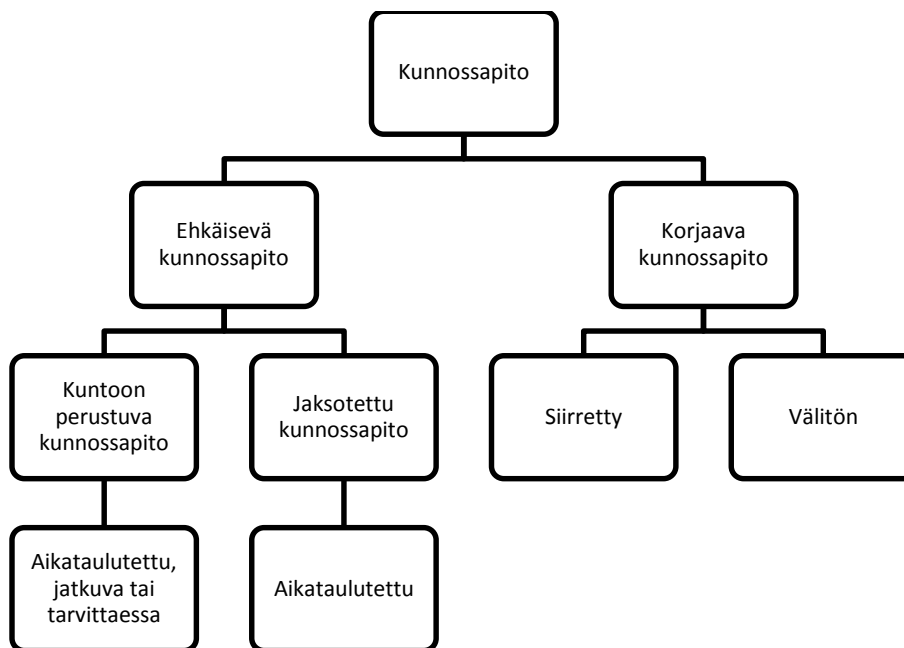 Kunnossapito
Ehkäisevä
kunnossapito
Korjaava
kunnossapito
Kuntoon
perustuva
kunnossapito
Jaksotettu
kunnossapito
Siirretty
Välitön
Aikataulutettu,
jatkuva tai
tarvittaessa
Aikataulutettu